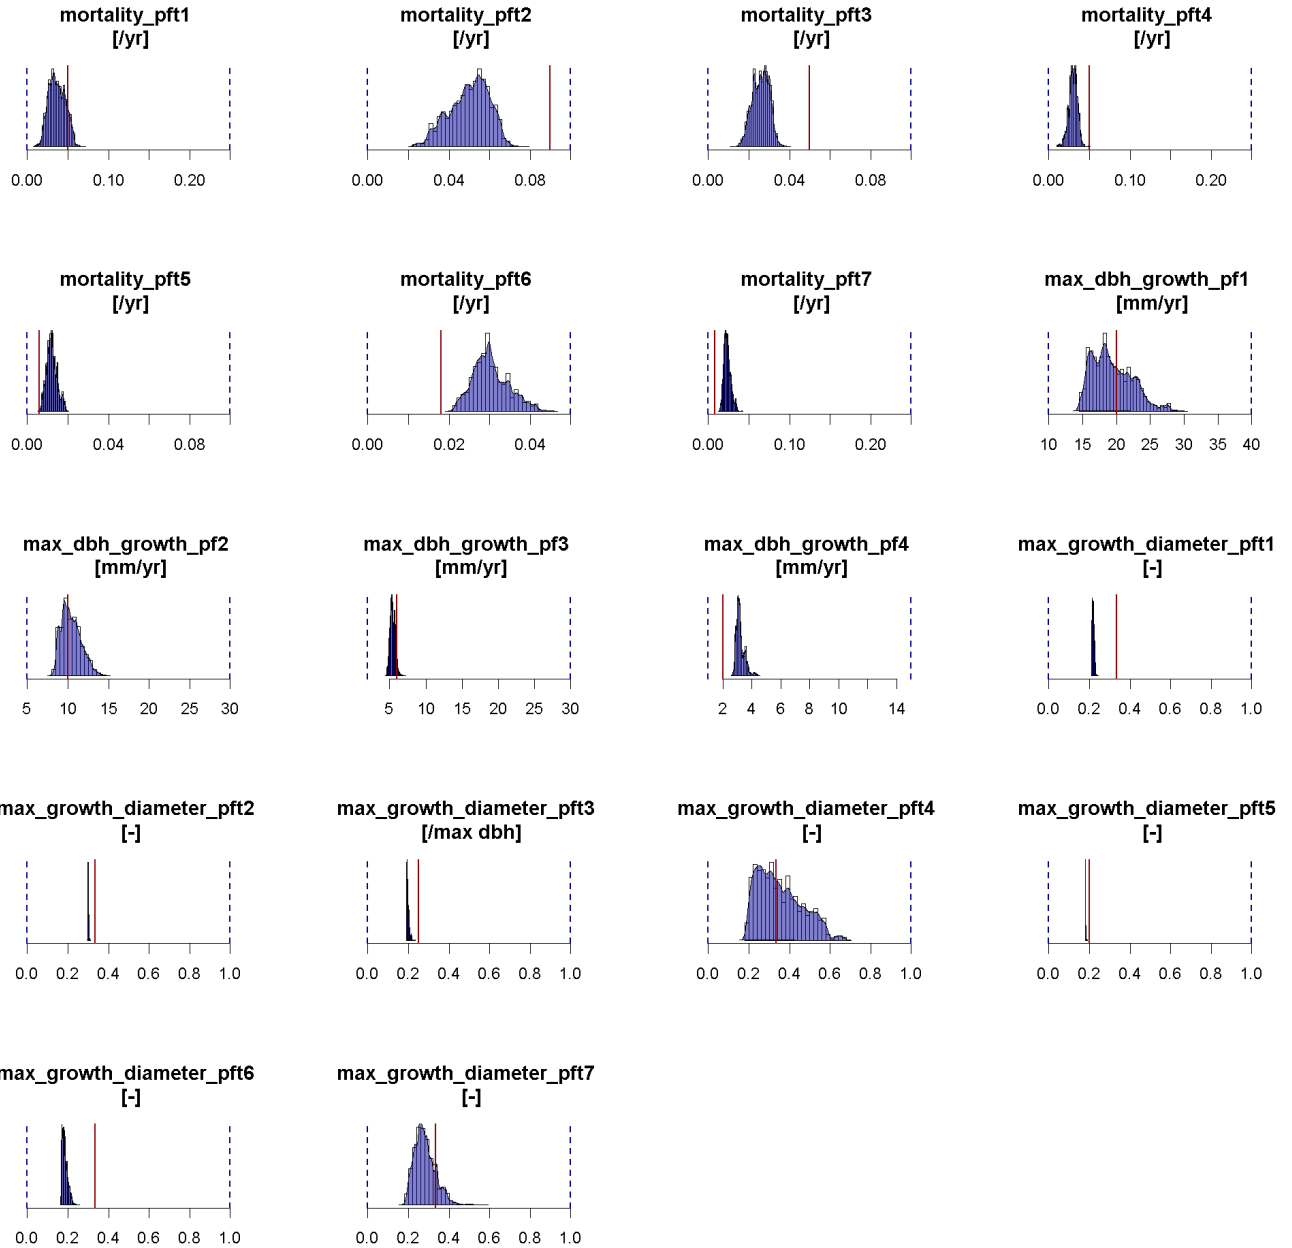 mortality_pft1
[/yr]
mortality_pft2
[/yr]
mortality_pft3
[/yr]
mortality_pft4
[/yr]
0.00 0.10 0.20
0.00 0.04 0.08
0.00 0.04 0.08
0.00 0.10 0.20
mortality_pft5
[/yr]
mortality_pft6
[/yr]
mortality_pft7
[/yr]
max_dbh_growth_pf1
[mm/yr]
0.00 0.04 0.08
0.00 0.02 0.04
0.00 0.10 0.20
10 15 20 25 30 35 40
max_dbh_growth_pf2
[mm/yr]
max_dbh_growth_pf3
[mm/yr]
max_dbh_growth_pf4
[mm/yr]
max_growth_diameter_pft1
[-]
5 10 15 20 25 30
5 10 15 20 25 30
2 4 6 8 10 14
0.0 0.2 0.4 0.6 0.8 1.0
max_growth_diameter_pft2
[-]
max_growth_diameter_pft3
[/max dbh]
max_growth_diameter_pft4
[-]
max_growth_diameter_pft5
[-]
0.0 0.2 0.4 0.6 0.8 1.0
0.0 0.2 0.4 0.6 0.8 1.0
0.0 0.2 0.4 0.6 0.8 1.0
0.0 0.2 0.4 0.6 0.8 1.0
max_growth_diameter_pft6
[-]
max_growth_diameter_pft7
[-]
0.0 0.2 0.4 0.6 0.8 1.0
0.0 0.2 0.4 0.6 0.8 1.0